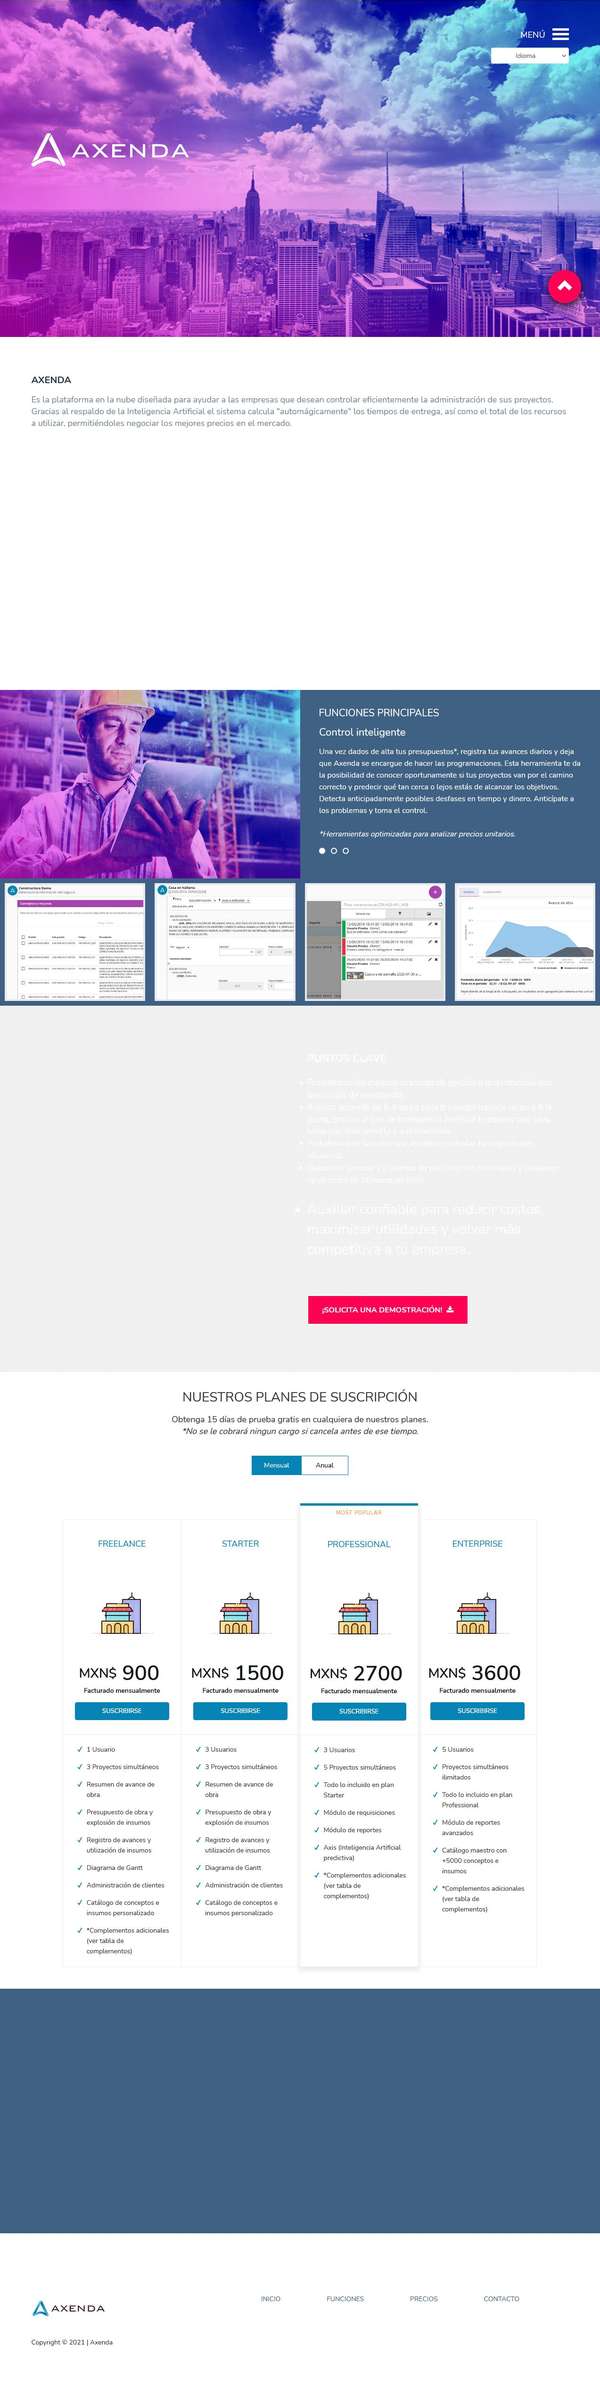 MENÚ
Idioma
AXENDA
AXENDA
Es la plataforma en la nube diseñada para ayudar a las empresas que desean controlar eficientemente la administración de sus proyectos.
Gracias al respaldo de la Inteligencia Artificial el sistema calcula "automágicamente" los tiempos de entrega, así como el total de los recursos
a utilizar, permitiéndoles negociar los mejores precios en el mercado.
FUNCIONES PRINCIPALES
Control inteligente
Una vez dados de alta tus presupuestos*, registra tus avances diarios y deja
que Axenda se encargue de hacer las programaciones. Esta herramienta te da
la posibilidad de conocer oportunamente si tus proyectos van por el camino
correcto y predecir qué tan cerca o lejos estás de alcanzar los objetivos.
Detecta anticipadamente posibles desfases en tiempo y dinero. Anticípate a
los problemas y toma el control.
*Herramientas optimizadas para analizar precios unitarios.
Constructora Demo
PUNTOS CLAVE
Auxiliar confiable para reducir costos,
maximizar utilidades y volver más
competitiva a tu empresa.
¡SOLICITA UNA DEMOSTRACIÓN!
NUESTROS PLANES DE SUSCRIPCIÓN
Obtenga 15 días de prueba gratis en cualquiera de nuestros planes.
*No se le cobrará ningun cargo si cancela antes de ese tiempo.
Mensual Anual
MOST POPULAR
FREELANCE STARTER PROFESSIONAL ENTERPRISE
MXN$ 900 MXN$ 1500 MXN$ 2700 MXN$ 3600
Facturado mensualmente Facturado mensualmente Facturado mensualmente Facturado mensualmente
SUSCRIBIRSE SUSCRIBIRSE SUSCRIBIRSE SUSCRIBIRSE
1 Usuario
3 Proyectos simultáneos
Resumen de avance de
obra
Presupuesto de obra y
explosión de insumos
Registro de avances y
utilización de insumos
Diagrama de Gantt
Administración de clientes
Catálogo de conceptos e
insumos personalizado
*Complementos adicionales
(ver tabla de
complementos)
3 Usuarios
3 Proyectos simultáneos
Resumen de avance de
obra
Presupuesto de obra y
explosión de insumos
Registro de avances y
utilización de insumos
Diagrama de Gantt
Administración de clientes
Catálogo de conceptos e
insumos personalizado
3 Usuarios
5 Proyectos simultáneos
Todo lo incluido en plan
Starter
Módulo de requisiciones
Módulo de reportes
Axis (Inteligencia Artificial
predictiva)
*Complementos adicionales
(ver tabla de
complementos)
5 Usuarios
Proyectos simultáneos
ilimitados
Todo lo incluido en plan
Professional
Módulo de reportes
avanzados
Catálogo maestro con
+5000 conceptos e
insumos
*Complementos adicionales
(ver tabla de
complementos)
AXENDA
INICIO FUNCIONES PRECIOS CONTACTO
Copyright © 2021 | Axenda